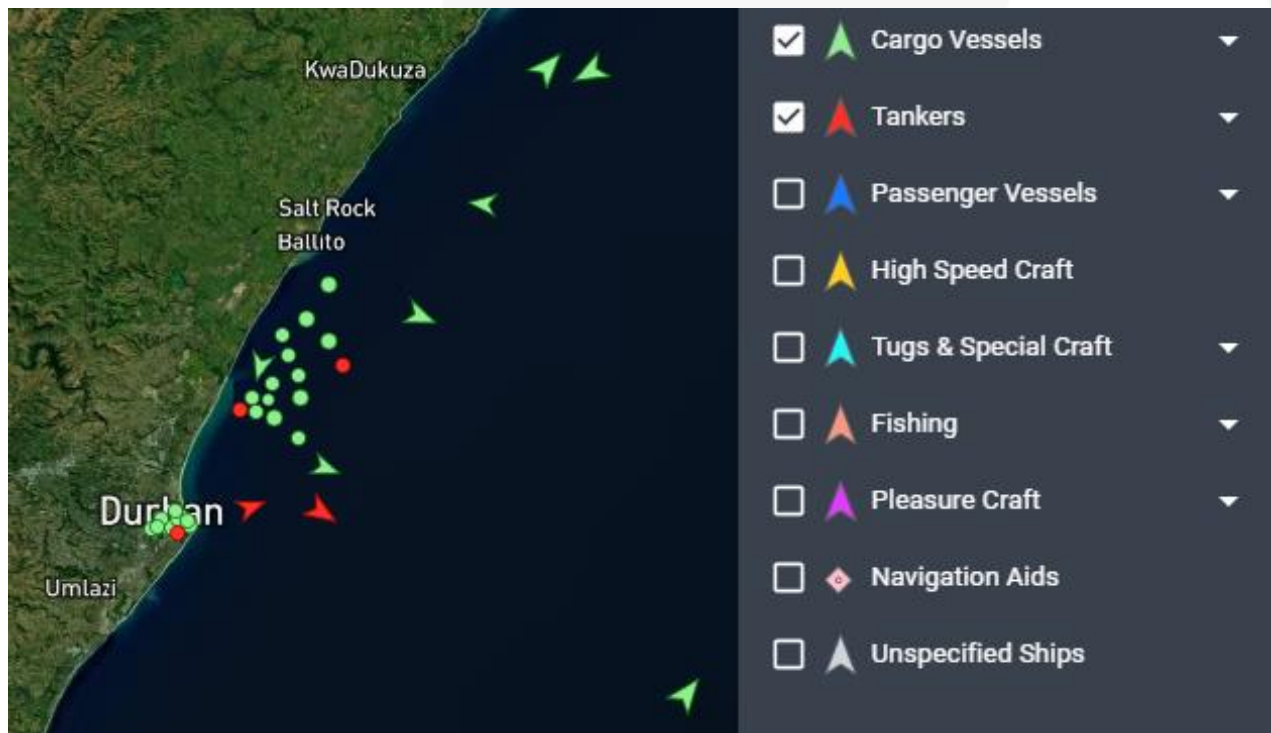 KwaDukuza
Salt Rock
Ballito
Durban
Umlazi
Cargo Vessels
Tankers
Passenger Vessels
High Speed Craft
Tugs & Special Craft
Fishing
Pleasure Craft
Navigation Aids
Unspecified Ships